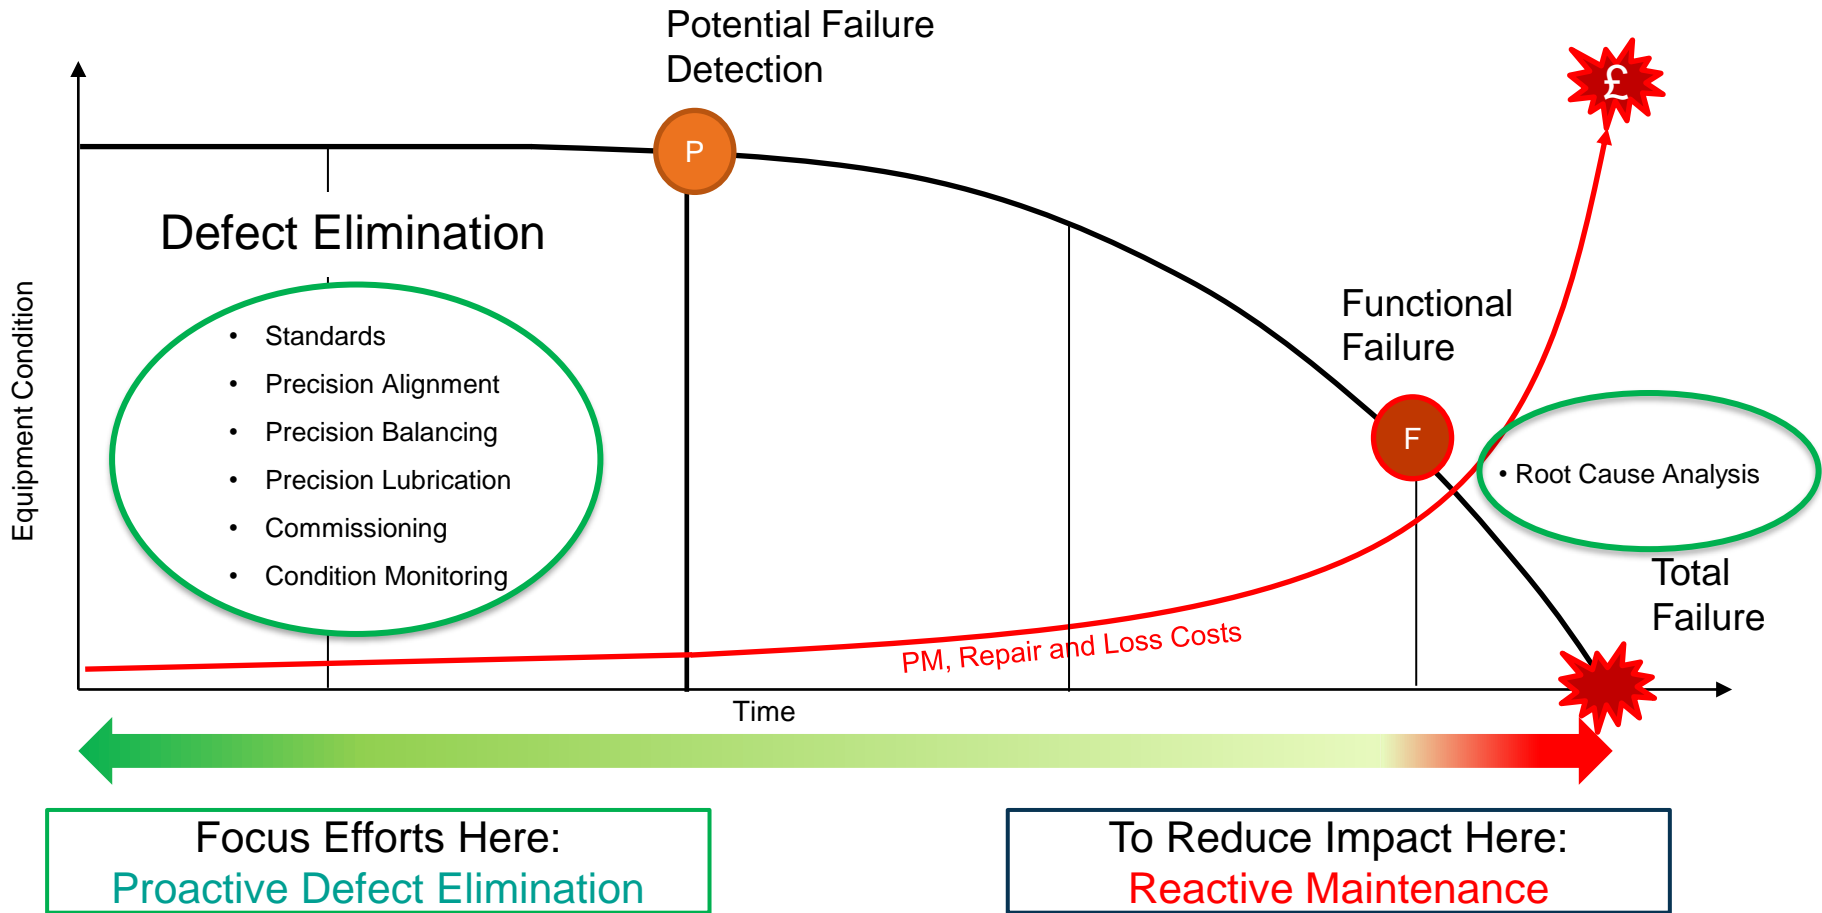 Potential Failure
Detection
£
P
Defect Elimination
Equipment Condition
• Standards
• Precision Alignment
• Precision Balancing
• Precision Lubrication
• Commissioning
• Condition Monitoring
Functional
Failure
F
• Root Cause Analysis
Total
Failure
PM, Repair and Loss Costs
Time
Focus Efforts Here:
Proactive Defect Elimination
To Reduce Impact Here:
Reactive Maintenance